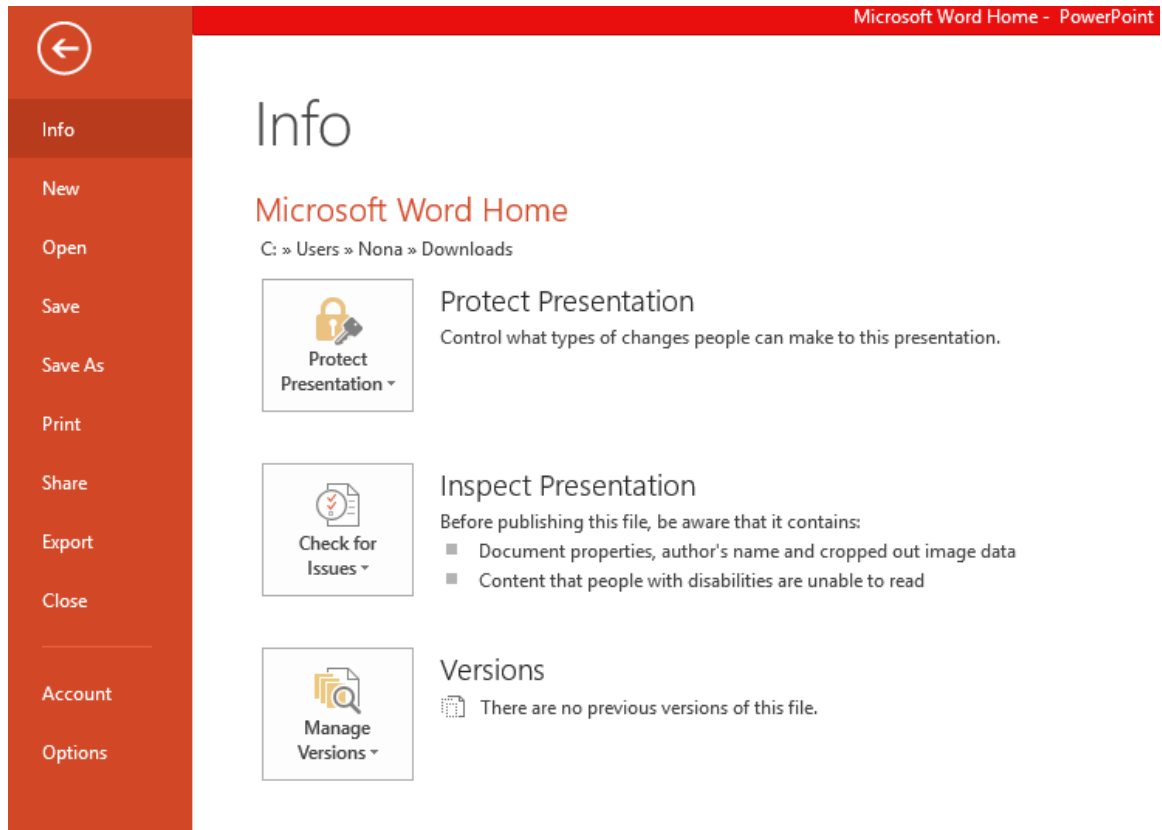 Microsoft Word Home - PowerPoint
Info
New
Open
Save
Save As
Print
Share
Export
Close
Account
Options
Info
Microsoft Word Home
C: » Users » Nona » Downloads
Protect
Presentation
Protect Presentation
Control what types of changes people can make to this presentation.
Check for
Issues
Inspect Presentation
Before publishing this file, be aware that it contains:
Document properties, author's name and cropped out image data
Content that people with disabilities are unable to read
Manage
Versions
Versions
There are no previous versions of this file.